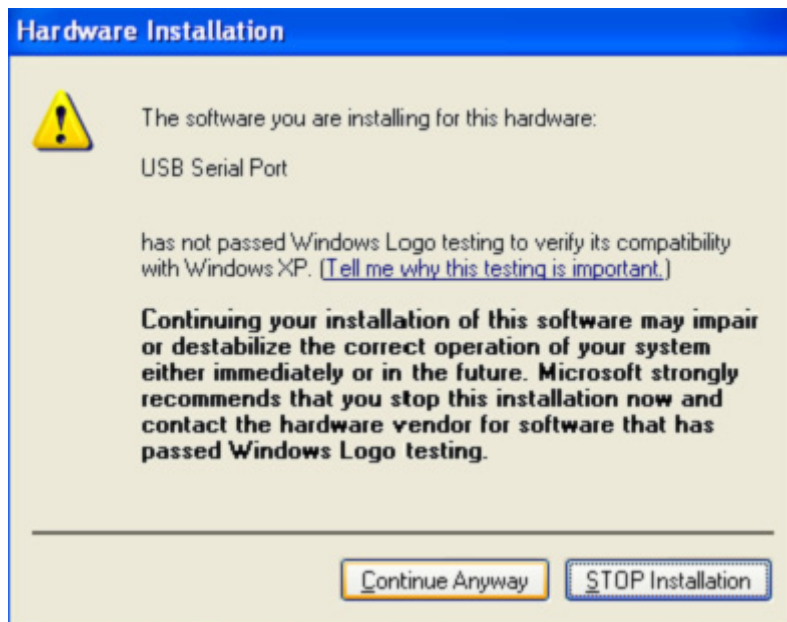 Hardware Installation
The software you are installing for this hardware:
USB Serial Port
has not passed Windows Logo testing to verify its compatibility
with Windows XP. (Tell me why this testing is important.)
Continuing your installation of this software may impair
or destabilize the correct operation of your system
either immediately or in the future. Microsoft strongly
recommends that you stop this installation now and
contact the hardware vendor for software that has
passed Windows Logo testing.
Continue Anyway
STOP Installation